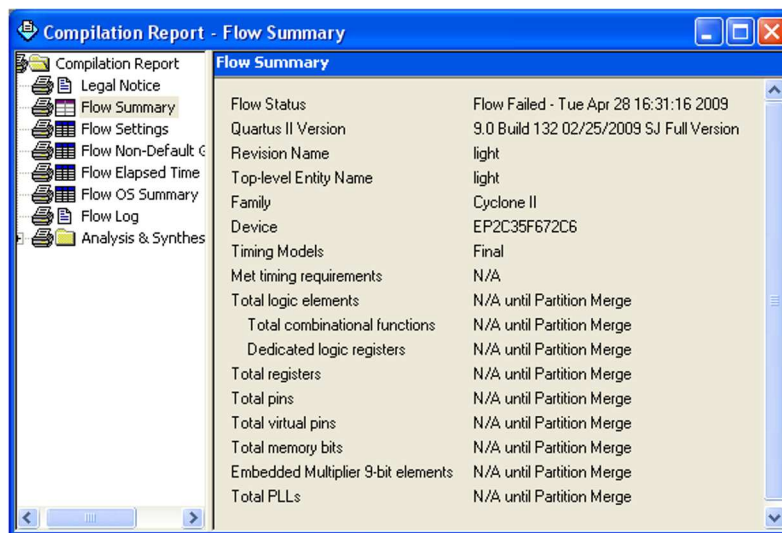 Compilation Report - Flow Summary
Compilation Report
Legal Notice
Flow Summary
Flow Settings
Flow Non-Default G
Flow Elapsed Time
Flow OS Summary
Flow Log
Analysis & Synthes
Flow Summary
Flow Status Flow Failed - Tue Apr 28 16:31:16 2009
Quartus II Version 9.0 Build 132 02/25/2009 SJ Full Version
Revision Name light
Top-level Entity Name light
Family Cyclone II
Device EP2C35F672C6
Timing Models Final
Met timing requirements N/A
Total logic elements N/A until Partition Merge
Total combinational functions N/A until Partition Merge
Dedicated logic registers N/A until Partition Merge
Total registers N/A until Partition Merge
Total pins N/A until Partition Merge
Total virtual pins N/A until Partition Merge
Total memory bits N/A until Partition Merge
Embedded Multiplier 9-bit elements N/A until Partition Merge
Total PLLs N/A until Partition Merge